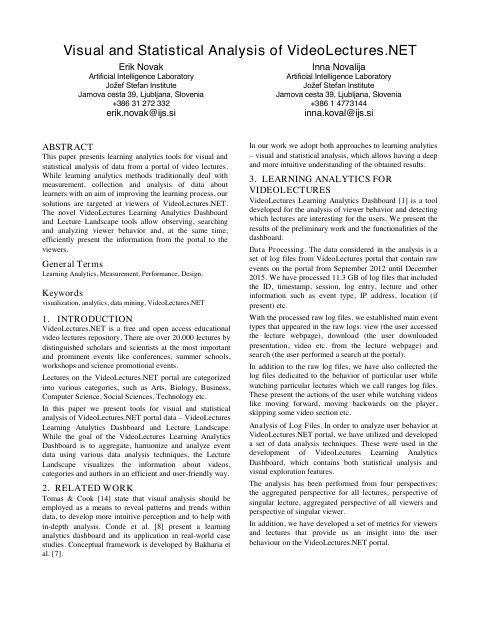 Visual and Statistical Analysis of VideoLectures.NET
Erik Novak
Artificial Intelligence Laboratory
Jožef Stefan Institute
Jamova cesta 39, Ljubljana, Slovenia
+386 31 272 332
erik.novak@ijs.si
Inna Novalija
Artificial Intelligence Laboratory
Jožef Stefan Institute
Jamova cesta 39, Ljubljana, Slovenia
+386 1 4773144
inna.koval@ijs.si
ABSTRACT
This paper presents learning analytics tools for visual and
statistical analysis of data from a portal of video lectures.
While learning analytics methods traditionally deal with
measurement, collection and analysis of data about
learners with an aim of improving the learning process, our
solutions are targeted at viewers of VideoLectures.NET.
The novel VideoLectures Learning Analytics Dashboard
and Lecture Landscape tools allow observing, searching
and analyzing viewer behavior and, at the same time,
efficiently present the information from the portal to the
viewers.
General Terms
Learning Analytics, Measurement, Performance, Design.
Keywords
visualization, analytics, data mining, VideoLectures.NET
1. INTRODUCTION
VideoLectures.NET is a free and open access educational
video lectures repository. There are over 20.000 lectures by
distinguished scholars and scientists at the most important
and prominent events like conferences, summer schools,
workshops and science promotional events.
Lectures on the VideoLectures.NET portal are categorized
into various categories, such as Arts, Biology, Business,
Computer Science, Social Sciences, Technology etc.
In this paper we present tools for visual and statistical
analysis of VideoLectures.NET portal data – VideoLectures
Learning Analytics Dashboard and Lecture Landscape.
While the goal of the VideoLectures Learning Analytics
Dashboard is to aggregate, harmonize and analyze event
data using various data analysis techniques, the Lecture
Landscape visualizes the information about videos,
categories and authors in an efficient and user-friendly way.
2. RELATED WORK
Tomas & Cook [14] state that visual analysis should be
employed as a means to reveal patterns and trends within
data, to develop more intuitive perception and to help with
in-depth analysis. Conde et al. [8] present a learning
analytics dashboard and its application in real-world case
studies. Conceptual framework is developed by Bakharia et
al. [7].
In our work we adopt both approaches to learning analytics
– visual and statistical analysis, which allows having a deep
and more intuitive understanding of the obtained results.
3. LEARNING ANALYTICS FOR
VIDEOLECTURES
VideoLectures Learning Analytics Dashboard [1] is a tool
developed for the analysis of viewer behavior and detecting
which lectures are interesting for the users. We present the
results of the preliminary work and the functionalities of the
dashboard.
Data Processing. The data considered in the analysis is a
set of log files from VideoLectures portal that contain raw
events on the portal from September 2012 until December
2015. We have processed 11.3 GB of log files that included
the ID, timestamp, session, log entry, lecture and other
information such as event type, IP address, location (if
present) etc.
With the processed raw log files, we established main event
types that appeared in the raw logs: view (the user accessed
the lecture webpage), download (the user downloaded
presentation, video etc. from the lecture webpage) and
search (the user performed a search at the portal).
In addition to the raw log files, we have also collected the
log files dedicated to the behavior of particular user while
watching particular lectures which we call ranges log files.
These present the actions of the user while watching videos
like moving forward, moving backwards on the player,
skipping some video section etc.
Analysis of Log Files. In order to analyze user behavior at
VideoLectures.NET portal, we have utilized and developed
a set of data analysis techniques. These were used in the
development of VideoLectures Learning Analytics
Dashboard, which contains both statistical analysis and
visual exploration features.
The analysis has been performed from four perspectives:
the aggregated perspective for all lectures, perspective of
singular lecture, aggregated perspective of all viewers and
perspective of singular viewer.
In addition, we have developed a set of metrics for viewers
and lectures that provide us an insight into the user
behaviour on the VideoLectures.NET portal.